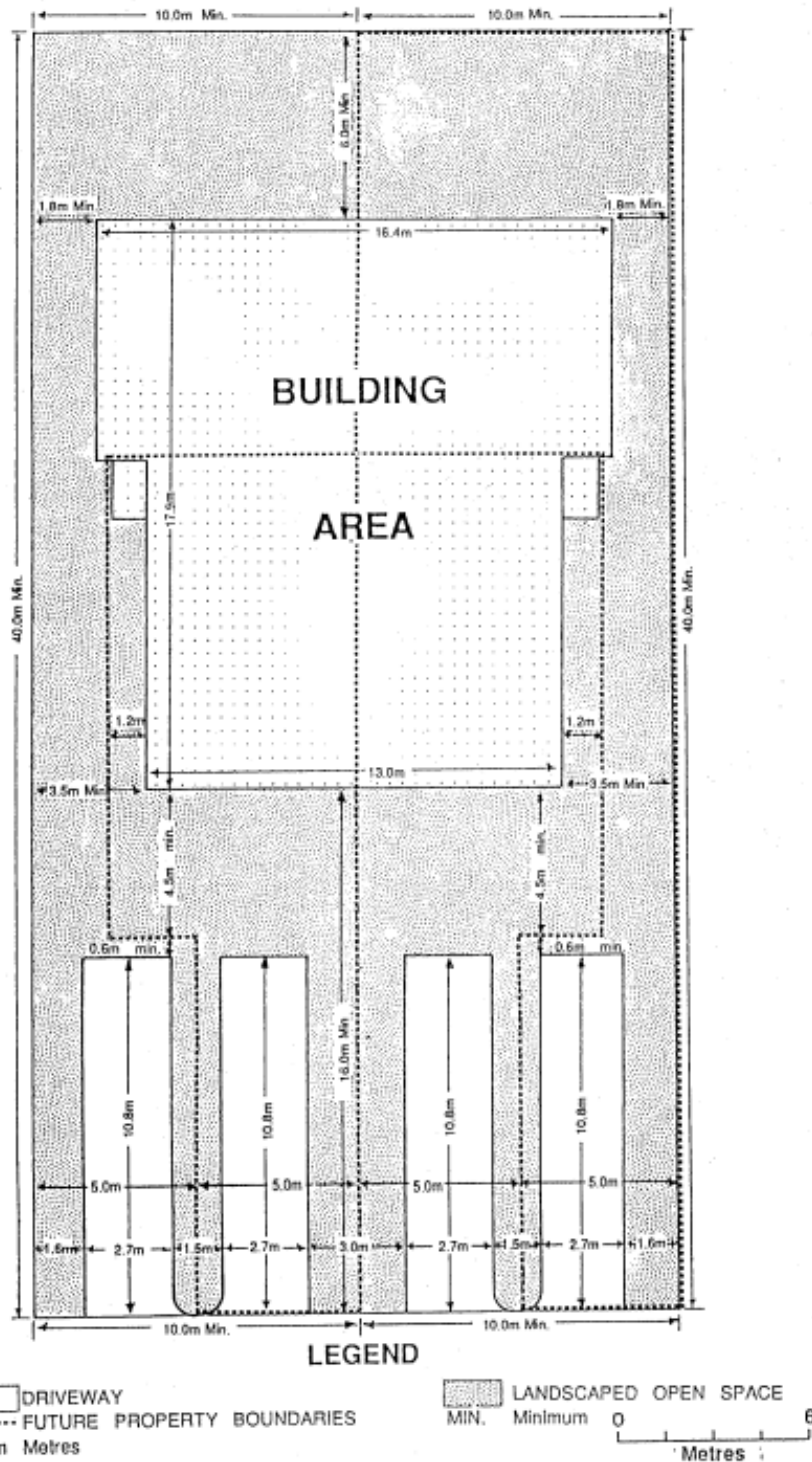 10.0m Min. 10.0m Min.
6.0m Min
1.8m Min. 1.8m Min.
16.4m
BUILDING
AREA
17.9m
40.0m Min. 40.0m Min.
1.2m 1.2m
13.0m
3.5m Min 3.5m Min.
4.5m min. 4.5m min.
0.6m min. 0.6m min.
16.0m Min
10.8m 10.8m 10.8m 10.8m
5.0m 5.0m 5.0m 5.0m
1.6m 2.7m 1.5m 2.7m 3.0m 2.7m 1.5m 2.7m 1.6m
10.0m Min. 10.0m Min.
LEGEND
DRIVEWAY
FUTURE PROPERTY BOUNDARIES
m Metres
LANDSCAPED OPEN SPACE
MIN. Minimum
0 6
Metres